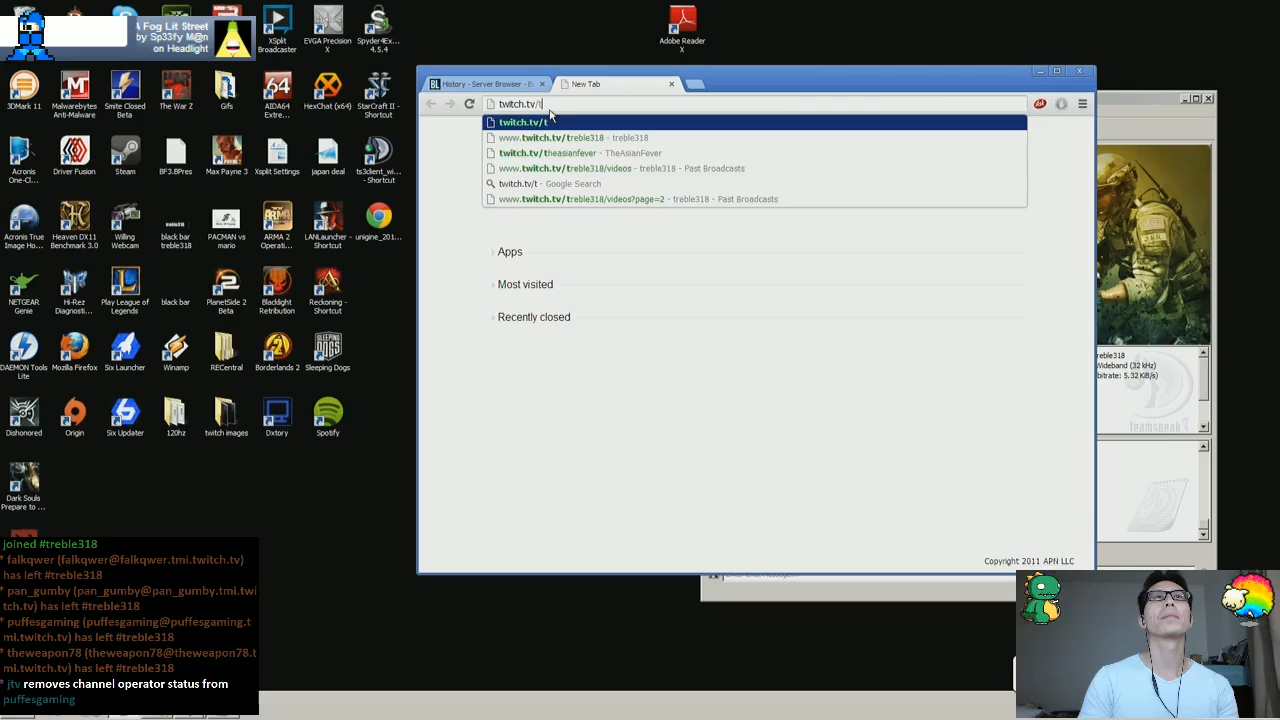 A Fog Lit Street
by Sp33fy M@n
on Headlight
XSplit
Broadcaster
EVGA Precision
X
Spyder4Ex...
4.5.4
Adobe Reader
X
3DMark 11
Malwarebytes
Anti-Malware
Smite Closed
Beta
The War Z
Gifs
AIDA64
Extre...
HexChat (x64)
StarCraft II -
Shortcut
Acronis
One-Cl...
Driver Fusion
Steam
BF3.BPres
Max Payne 3
Xsplit Settings
japan deal
ts3client_wi...
- Shortcut
Acronis True
Image Ho...
Heaven DX11
Benchmark 3.0
Willing
Webcam
black bar
treble318
PACMAN vs
mario
ARMA 2
Operati...
LANLauncher -
Shortcut
unigine_201...
NETGEAR
Genie
Hi-Rez
Diagnosti...
Play League of
Legends
black bar
PlanetSide 2
Beta
Blacklight
Retribution
Reckoning -
Shortcut
DAEMON Tools
Lite
Mozilla Firefox
Six Launcher
Winamp
RECentral
Borderlands 2
Sleeping Dogs
Dishonored
Origin
Six Updater
120hz
twitch images
Dxtory
Spotify
Dark Souls
Prepare to ...
BL History - Server Browser - B
New Tab
twitch.tv/t
twitch.tv/t
www.twitch.tv/treble318 - treble318
twitch.tv/theasianfever - TheAsianFever
www.twitch.tv/treble318/videos - treble318 - Past Broadcasts
twitch.tv/t - Google Search
www.twitch.tv/treble318/videos?page=2 - treble318 - Past Broadcasts
Apps
Most visited
Recently closed
Copyright 2011 APN LLC
reble318
Wideband (32 kHz)
bitrate: 5.32 KiB/s)
teamspeak3
joined #treble318
* falkqwer (falkqwer@falkqwer.tmi.twitch.tv)
has left #treble318
* pan_gumby (pan_gumby@pan_gumby.tmi.twi
tch.tv) has left #treble318
* puffesgaming (puffesgaming@puffesgaming.t
mi.twitch.tv) has left #treble318
* theweapon78 (theweapon78@theweapon78.t
mi.twitch.tv) has left #treble318
* jtv removes channel operator status from
puffesgaming